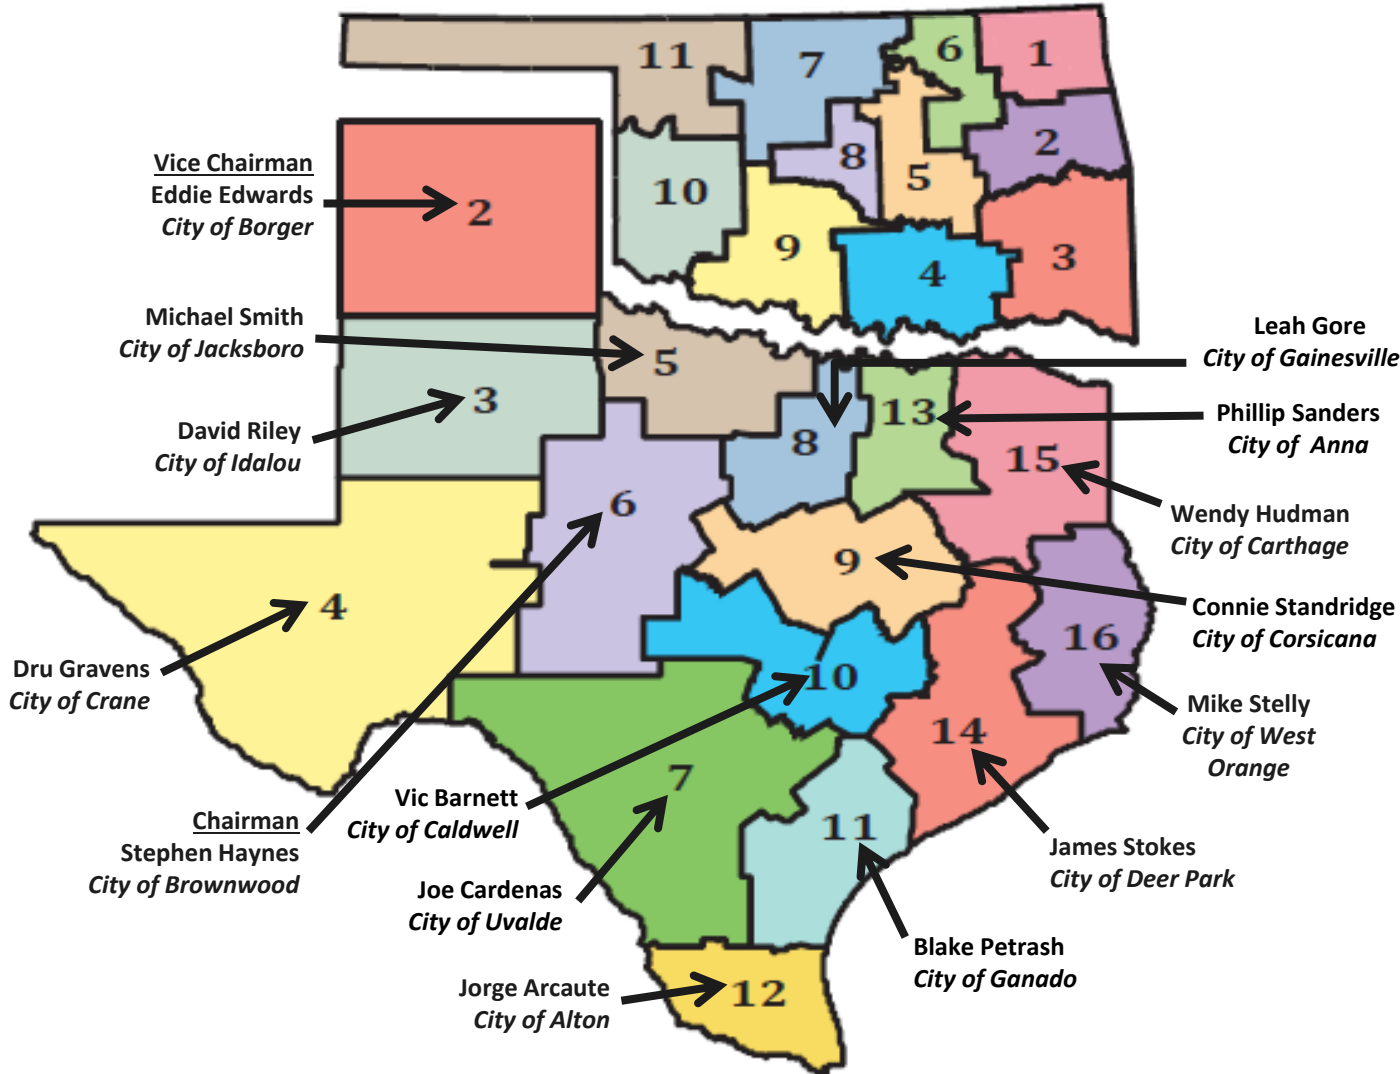 11
7
6
1
2
8
5
10
9
4
3
Vice Chairman
Eddie Edwards
City of Borger
2
Michael Smith
City of Jacksboro
5
Leah Gore
City of Gainesville
David Riley
City of Idalou
3
8
13
Phillip Sanders
City of Anna
15
Wendy Hudman
City of Carthage
6
9
Connie Standridge
City of Corsicana
4
Dru Gravens
City of Crane
10
16
Mike Stelly
City of West
Orange
14
7
Vic Barnett
City of Caldwell
Chairman
Stephen Haynes
City of Brownwood
11
James Stokes
City of Deer Park
Joe Cardenas
City of Uvalde
Blake Petrash
City of Ganado
Jorge Arcaute
City of Alton
12